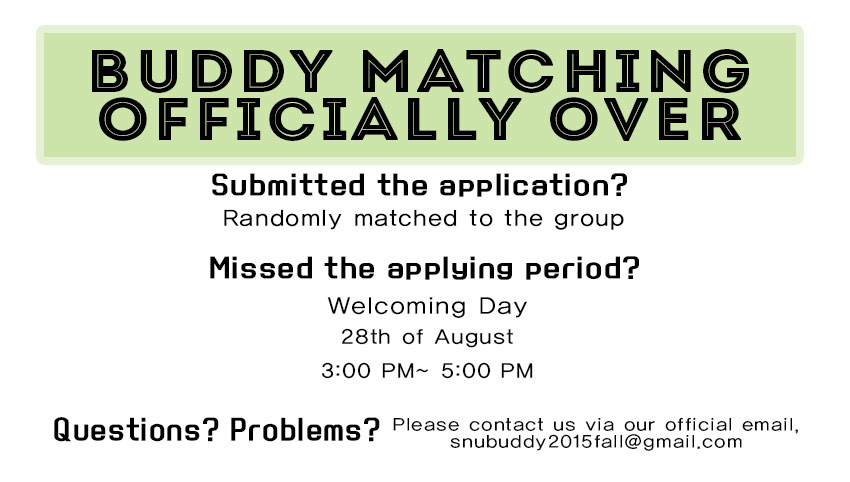 BUDDY MATCHING
OFFICIALLY OVER
Submitted the application?
Randomly matched to the group
Missed the applying period?
Welcoming Day
28th of August
3:00 PM~ 5:00 PM
Questions? Problems? Please contact us via our official email,
snubuddy2015fall@gmail.com